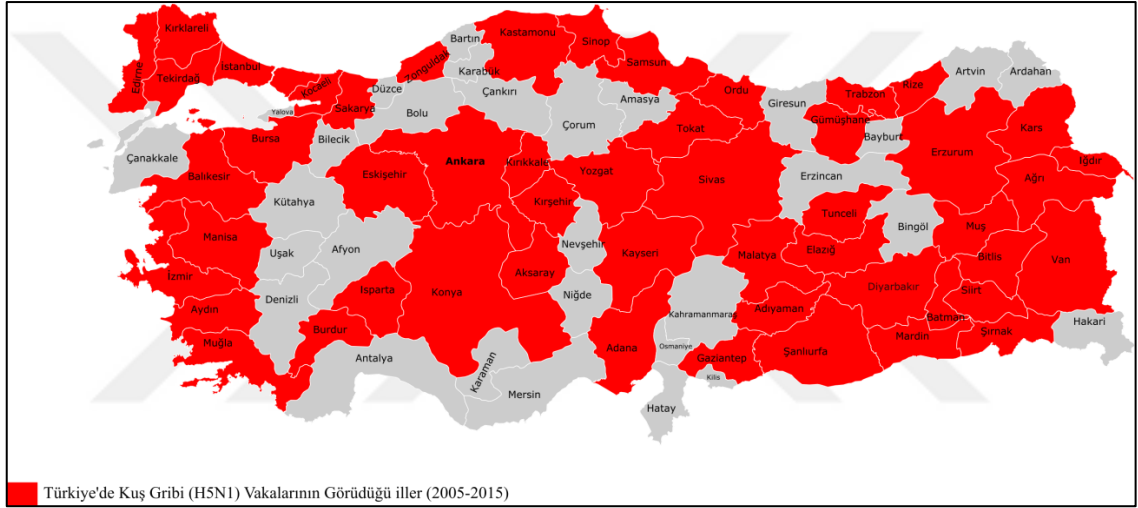 Kırklareli
Edirne
Tekirdağ
İstanbul
Kocaeli
Yalova
Sakarya
Düzce
Zonguldak
Bartın
Karabük
Kastamonu
Sinop
Samsun
Çankırı
Bolu
Çorum
Amasya
Ordu
Giresun
Trabzon
Rize
Artvin
Ardahan
Gümüşhane
Bayburt
Kars
Iğdır
Erzurum
Ağrı
Çanakkale
Balıkesir
Bursa
Bilecik
Eskişehir
Ankara
Kırıkkale
Kırşehir
Yozgat
Tokat
Sivas
Erzincan
Tunceli
Bingöl
Muş
Kütahya
Manisa
Uşak
Afyon
İzmir
Aydın
Denizli
Muğla
Burdur
Isparta
Konya
Aksaray
Nevşehir
Niğde
Kayseri
Malatya
Elazığ
Diyarbakır
Bitlis
Van
Siirt
Batman
Şırnak
Mardin
Hakari
Antalya
Karaman
Mersin
Adana
Kahramanmaraş
Osmaniye
Adıyaman
Gaziantep
Kilis
Hatay
Şanlıurfa
Türkiye'de Kuş Gribi (H5N1) Vakalarının Görüdüğü iller (2005-2015)